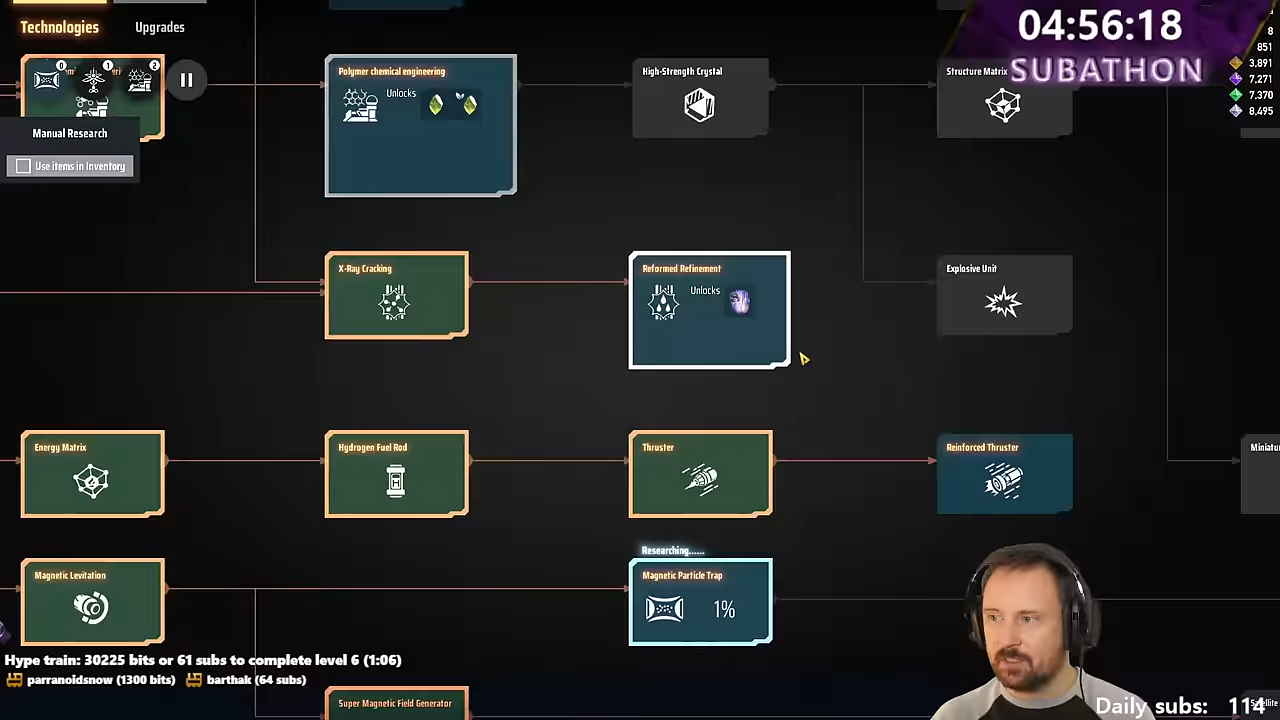 Technologies
Upgrades
04:56:18
SUBATHON
8
851
3,891
7,271
7,370
8,495
0
1
2
Manual Research
Use items in Inventory
Polymer chemical engineering
Unlocks
High-Strength Crystal
Structure Matrix
X-Ray Cracking
Reformed Refinement
Unlocks
Explosive Unit
Energy Matrix
Hydrogen Fuel Rod
Thruster
Reinforced Thruster
Miniatu
Researching......
Magnetic Levitation
Magnetic Particle Trap
1%
Hype train: 30225 bits or 61 subs to complete level 6 (1:06)
parranoidsnow (1300 bits)
barthak (64 subs)
Super Magnetic Field Generator
Daily subs: 114